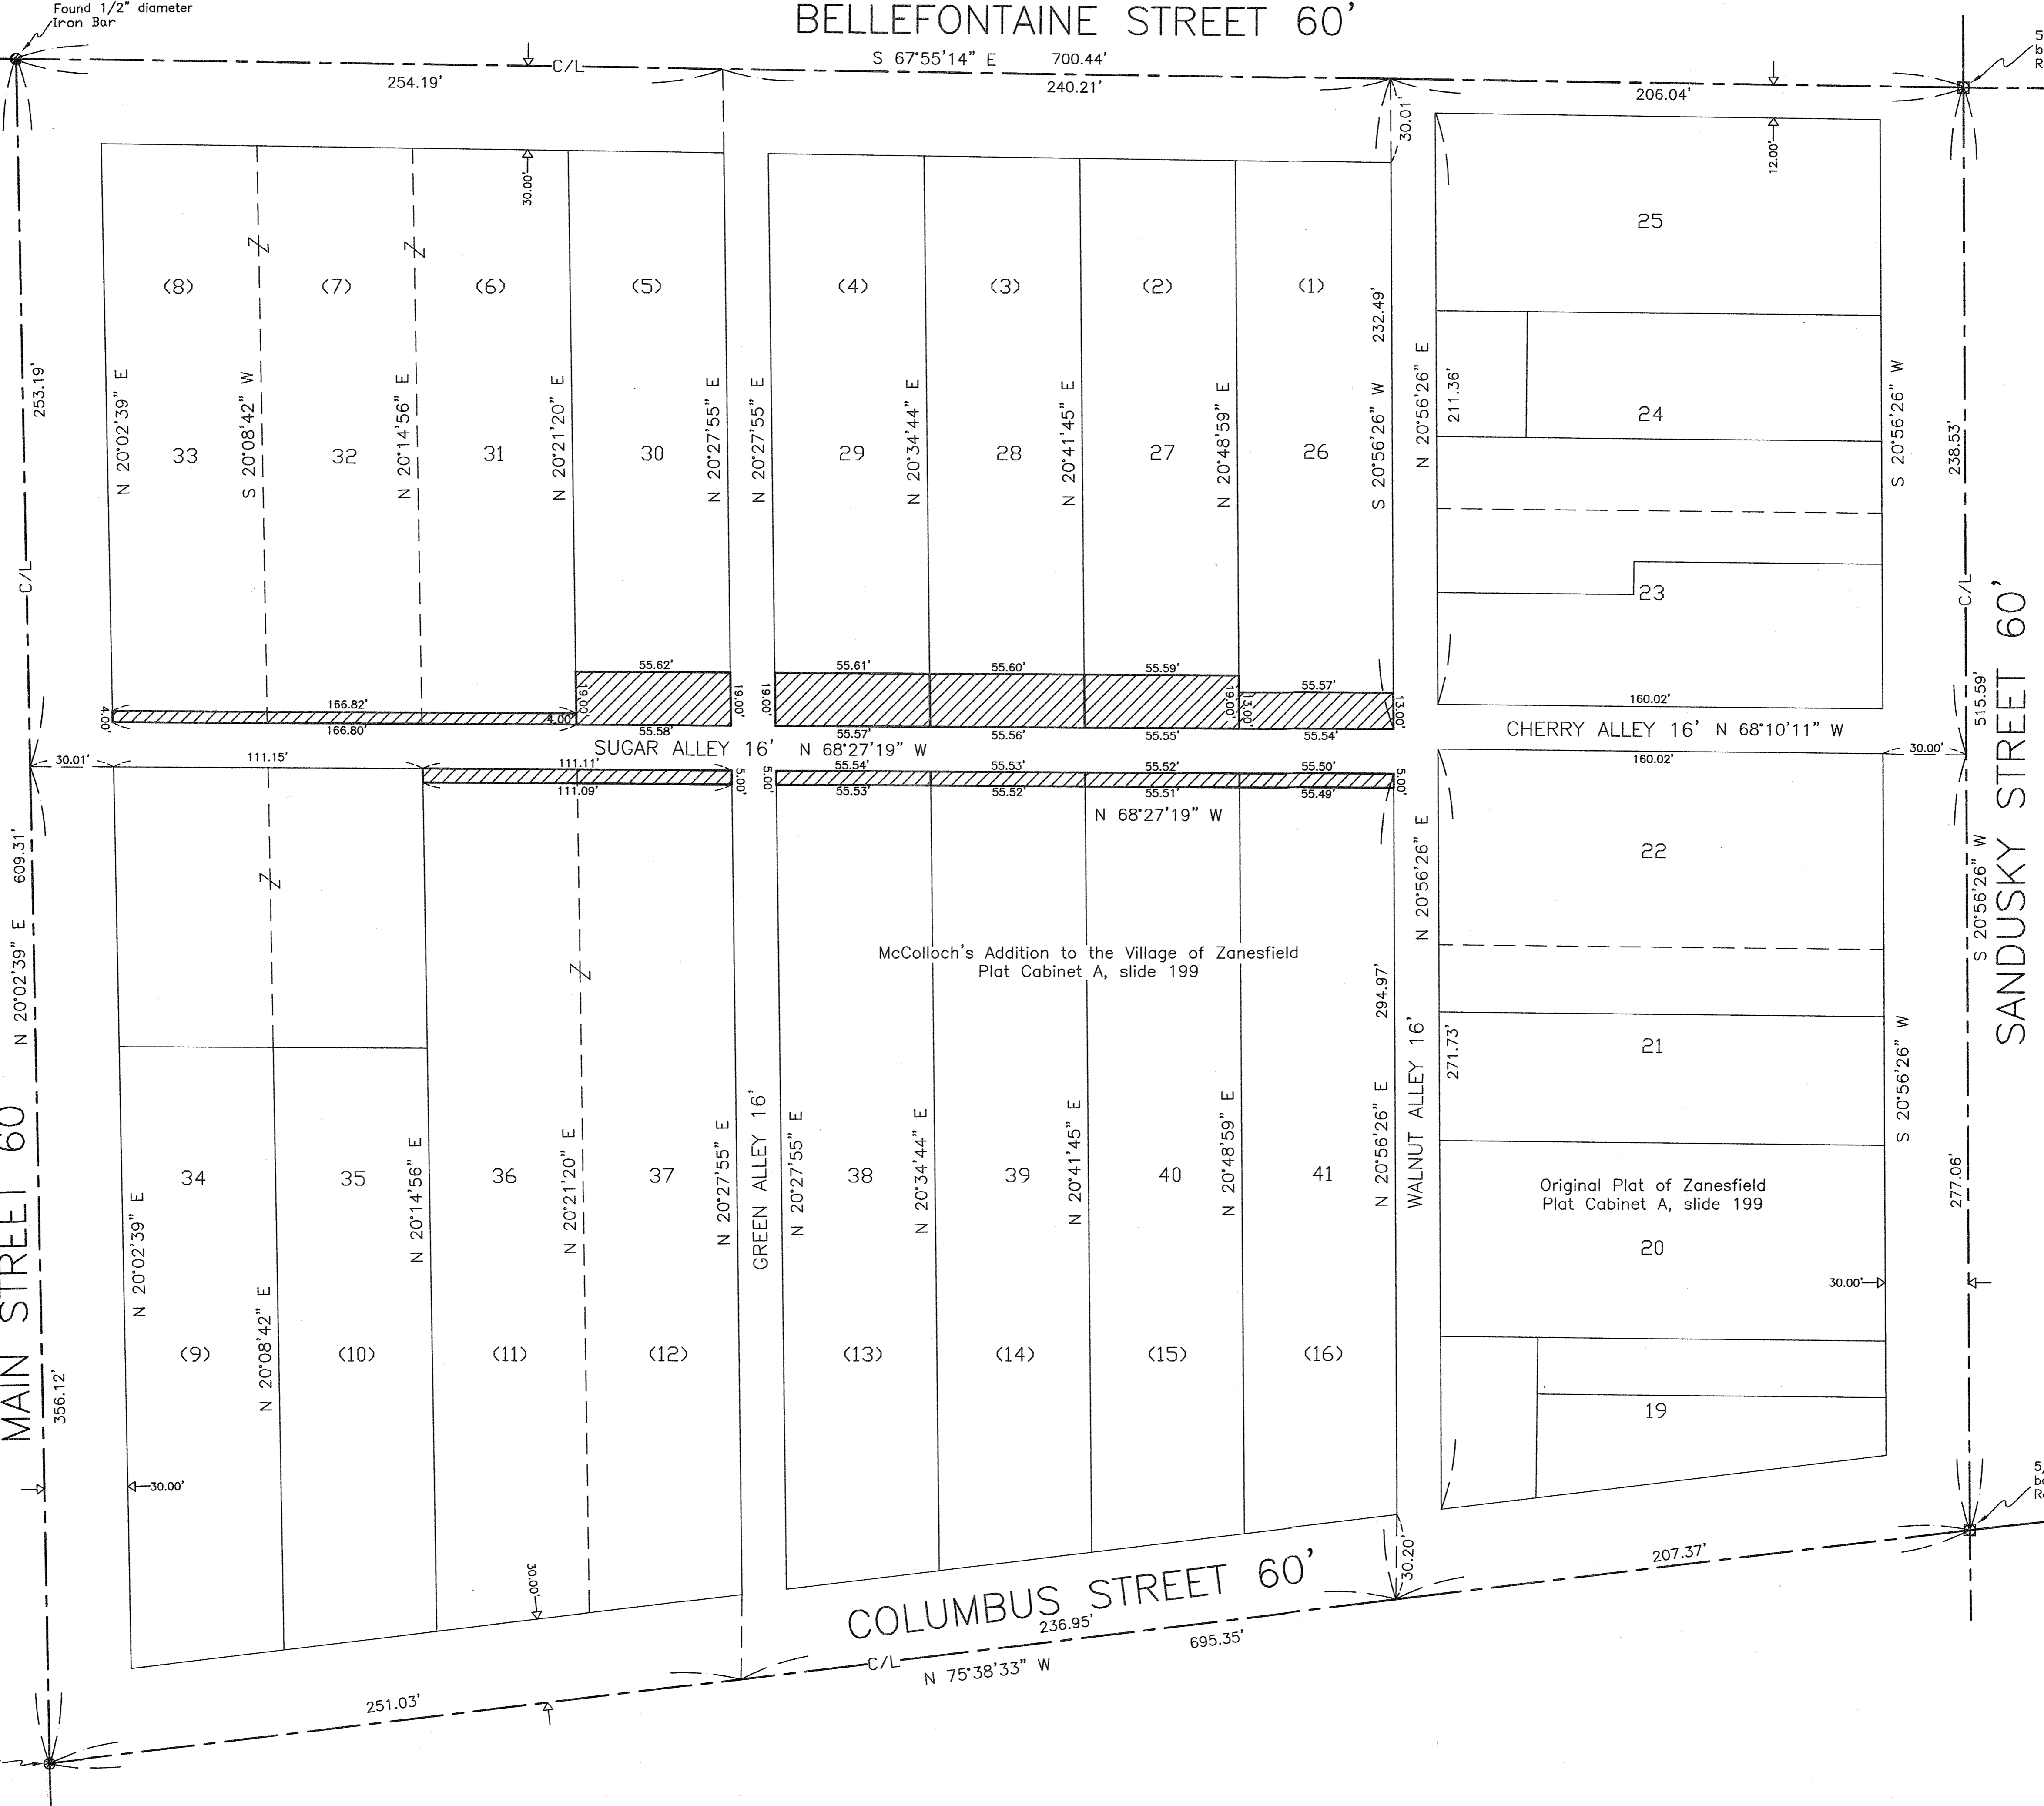 Found 1/2" diameter
Iron Bar
BELLEFONTAINE STREET 60'
S 67°55'14" E 700.44'
C/L
254.19'
240.21'
206.04'
30.01'
30.00'
12.00'
25
(8)
(7)
(6)
(5)
(4)
(3)
(2)
(1)
232.49'
253.19'
N 20°02'39" E
S 20°08'42" W
N 20°14'56" E
N 20°21'20" E
N 20°27'55" E
N 20°27'55" E
N 20°34'44" E
N 20°41'45" E
N 20°48'59" E
S 20°56'26" W
N 20°56'26" E
211.36'
24
S 20°56'26" W
238.53'
33
32
31
30
29
28
27
26
C/L
C/L
23
SANDUSKY STREET 60'
55.62'
55.61'
55.60'
55.59'
55.57'
19.00'
19.00'
19.00'
19.00'
13.00'
13.00'
4.00'
166.82'
4.00'
166.80'
55.58'
55.57'
55.56'
55.55'
55.54'
160.02'
515.59'
SUGAR ALLEY 16' N 68°27'19" W
CHERRY ALLEY 16' N 68°10'11" W
30.01'
111.15'
111.11'
111.09'
5.00'
5.00'
55.54'
55.53'
55.52'
55.50'
55.53'
55.52'
55.51'
55.49'
5.00'
160.02'
30.00'
N 68°27'19" W
N 20°02'39" E 609.31'
N 20°56'26" E
22
S 20°56'26" W
McColloch's Addition to the Village of Zanesfield
Plat Cabinet A, slide 199
294.97'
WALNUT ALLEY 16'
271.73'
21
S 20°56'26" W
MAIN STREET 60
GREEN ALLEY 16'
34
35
36
37
38
39
40
41
N 20°02'39" E
N 20°08'42" E
N 20°14'56" E
N 20°21'20" E
N 20°27'55" E
N 20°27'55" E
N 20°34'44" E
N 20°41'45" E
N 20°48'59" E
N 20°56'26" E
Original Plat of Zanesfield
Plat Cabinet A, slide 199
277.06'
20
30.00'
(9)
(10)
(11)
(12)
(13)
(14)
(15)
(16)
356.12'
19
30.00'
30.00'
30.20'
COLUMBUS STREET 60'
236.95'
695.35'
207.37'
C/L
N 75°38'33" W
251.03'